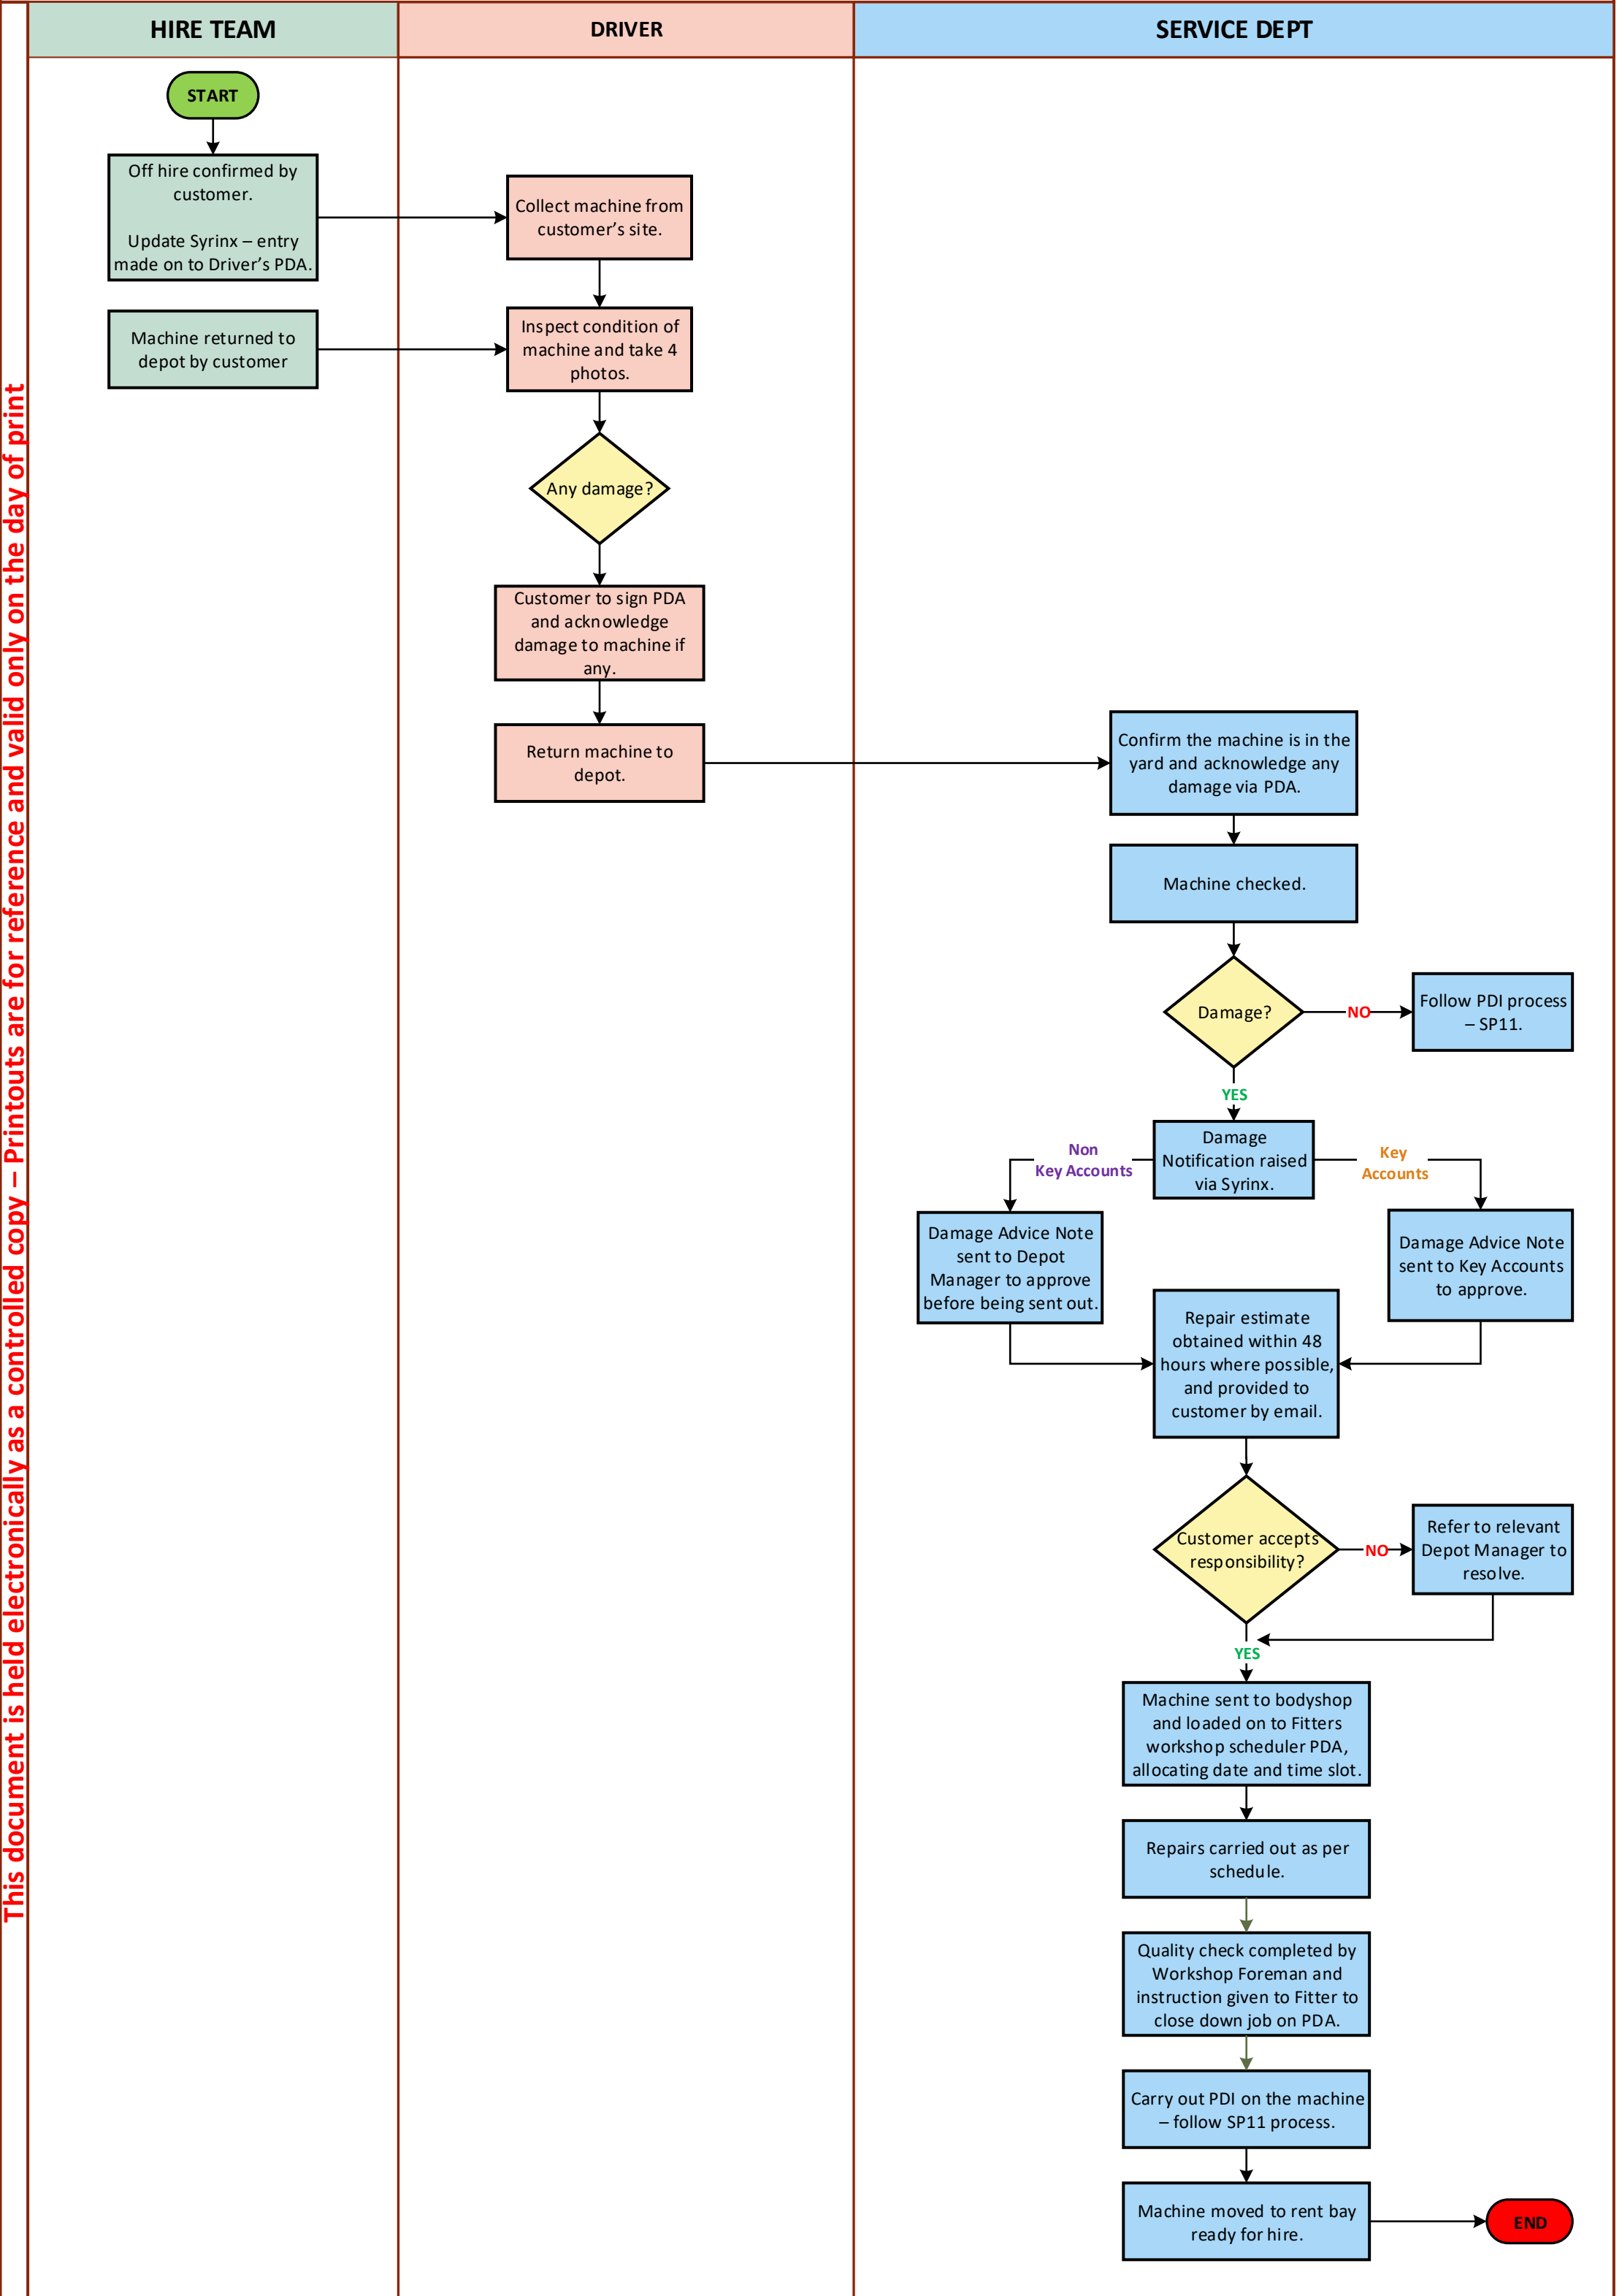 HIRE TEAM
DRIVER
SERVICE DEPT
START
Off hire confirmed by
customer.
Update Syrinx – entry
made on to Driver's PDA.
Collect machine from
customer's site.
Machine returned to
depot by customer
Inspect condition of
machine and take 4
photos.
Any damage?
Customer to sign PDA
and acknowledge
damage to machine if
any.
Return machine to
depot.
Confirm the machine is in the
yard and acknowledge any
damage via PDA.
Machine checked.
Damage?
NO
Follow PDI process
– SP11.
YES
Damage
Notification raised
via Syrinx.
Non
Key Accounts
Key
Accounts
Damage Advice Note
sent to Depot
Manager to approve
before being sent out.
Damage Advice Note
sent to Key Accounts
to approve.
Repair estimate
obtained within 48
hours where possible,
and provided to
customer by email.
Customer accepts
responsibility?
NO
Refer to relevant
Depot Manager to
resolve.
YES
Machine sent to bodyshop
and loaded on to Fitters
workshop scheduler PDA,
allocating date and time slot.
Repairs carried out as per
schedule.
Quality check completed by
Workshop Foreman and
instruction given to Fitter to
close down job on PDA.
Carry out PDI on the machine
– follow SP11 process.
Machine moved to rent bay
ready for hire.
END
This document is held electronically as a controlled copy – Printouts are for reference and valid only on the day of print